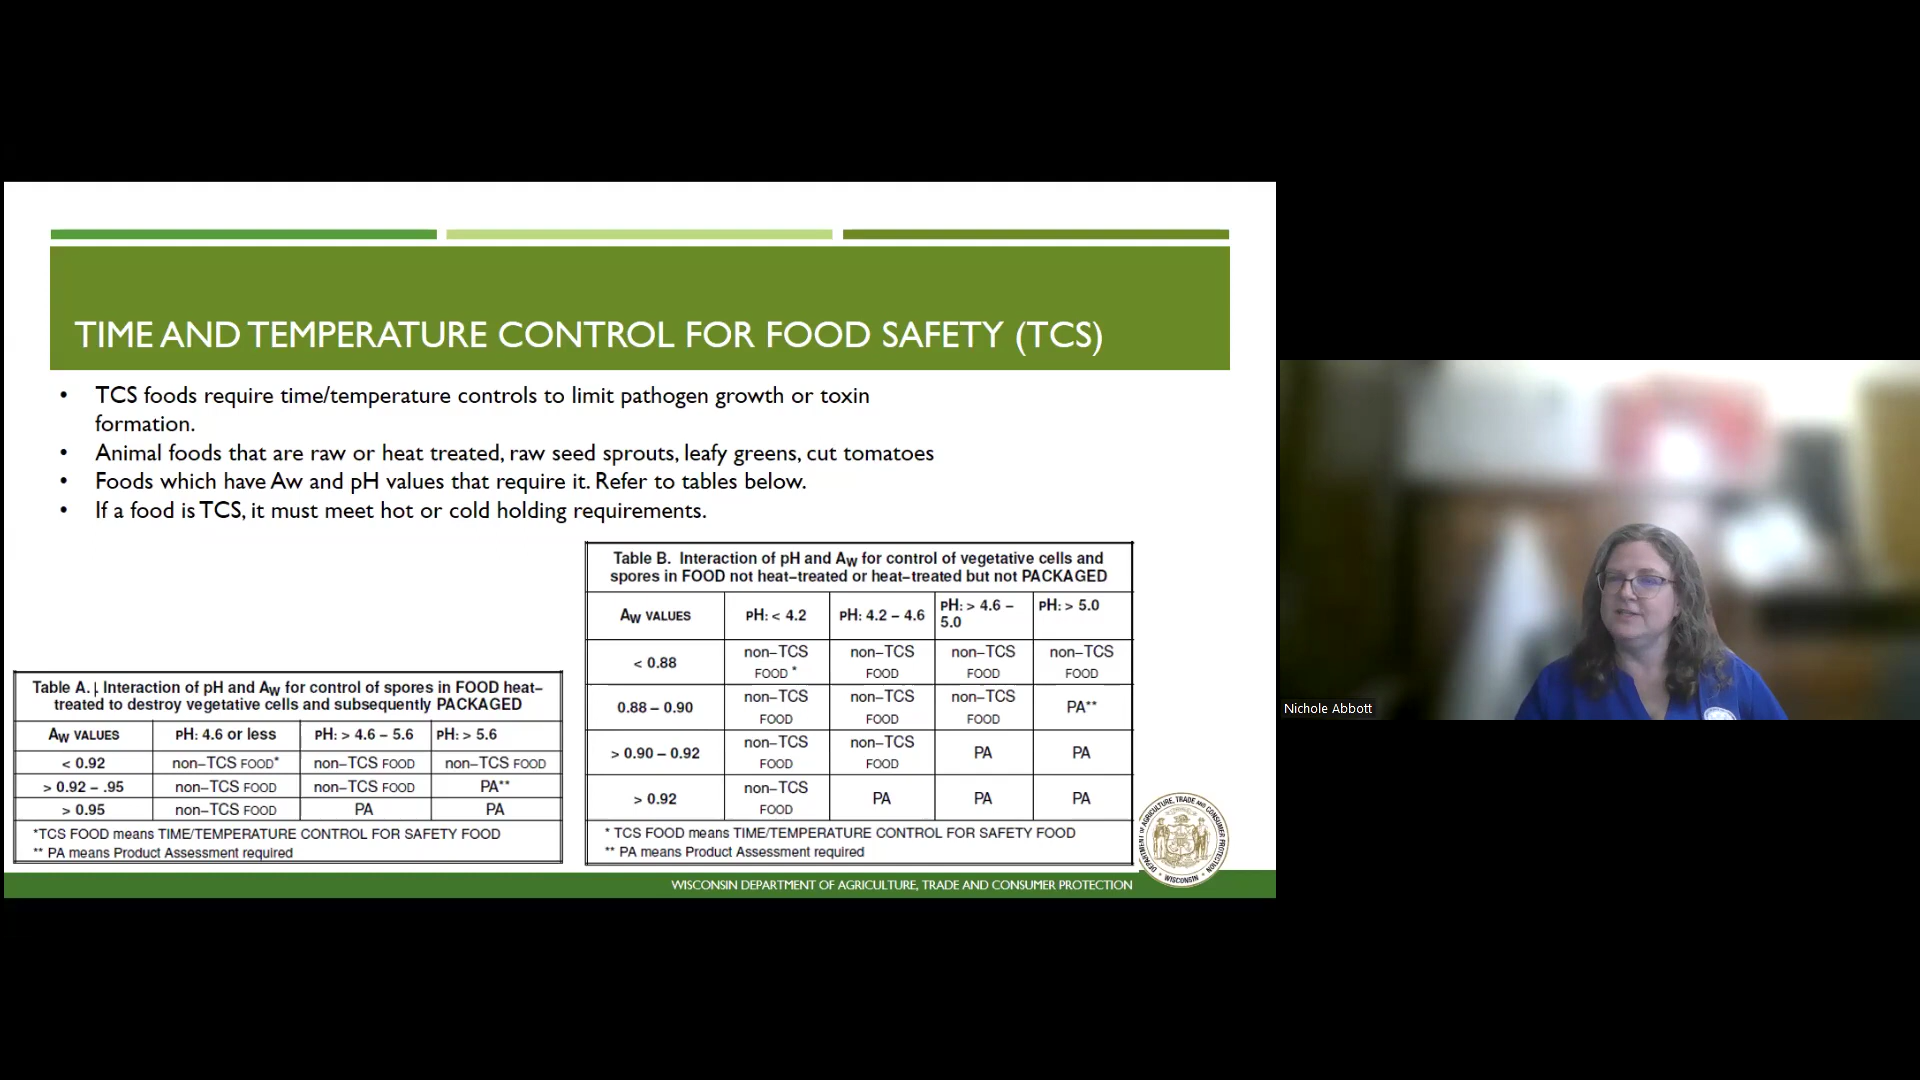 TIME AND TEMPERATURE CONTROL FOR FOOD SAFETY (TCS)
• TCS foods require time/temperature controls to limit pathogen growth or toxin
formation.
• Animal foods that are raw or heat treated, raw seed sprouts, leafy greens, cut tomatoes
• Foods which have Aw and pH values that require it. Refer to tables below.
• If a food is TCS, it must meet hot or cold holding requirements.
Table A. Interaction of pH and AW for control of spores in FOOD heat–
treated to destroy vegetative cells and subsequently PACKAGED
AW VALUES pH: 4.6 or less pH: > 4.6 – 5.6 pH: > 5.6
< 0.92 non–TCS FOOD* non–TCS FOOD non–TCS FOOD
> 0.92 – .95 non–TCS FOOD non–TCS FOOD PA**
> 0.95 non–TCS FOOD PA PA
*TCS FOOD means TIME/TEMPERATURE CONTROL FOR SAFETY FOOD
** PA means Product Assessment required
Table B. Interaction of pH and AW for control of vegetative cells and
spores in FOOD not heat–treated or heat–treated but not PACKAGED
AW VALUES pH: < 4.2 pH: 4.2 – 4.6 pH: > 4.6 – 5.0 pH: > 5.0
< 0.88 non–TCS FOOD * non–TCS FOOD non–TCS FOOD non–TCS FOOD
0.88 – 0.90 non–TCS FOOD non–TCS FOOD non–TCS FOOD PA**
> 0.90 – 0.92 non–TCS FOOD non–TCS FOOD PA PA
> 0.92 non–TCS FOOD PA PA PA
* TCS FOOD means TIME/TEMPERATURE CONTROL FOR SAFETY FOOD
** PA means Product Assessment required
DEPARTMENT OF AGRICULTURE, TRADE AND CONSUMER PROTECTION
WISCONSIN
WISCONSIN DEPARTMENT OF AGRICULTURE, TRADE AND CONSUMER PROTECTION
Nichole Abbott